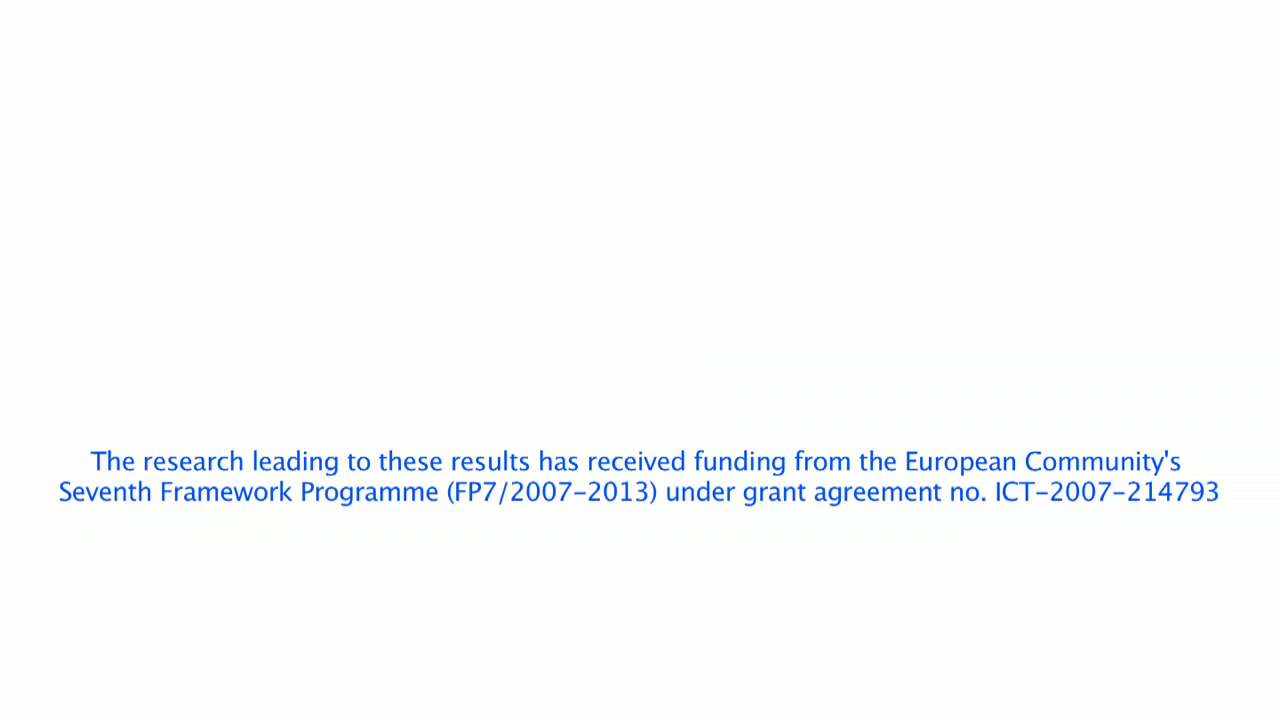 The research leading to these results has received funding from the European Community's
Seventh Framework Programme (FP7/2007-2013) under grant agreement no. ICT-2007-214793